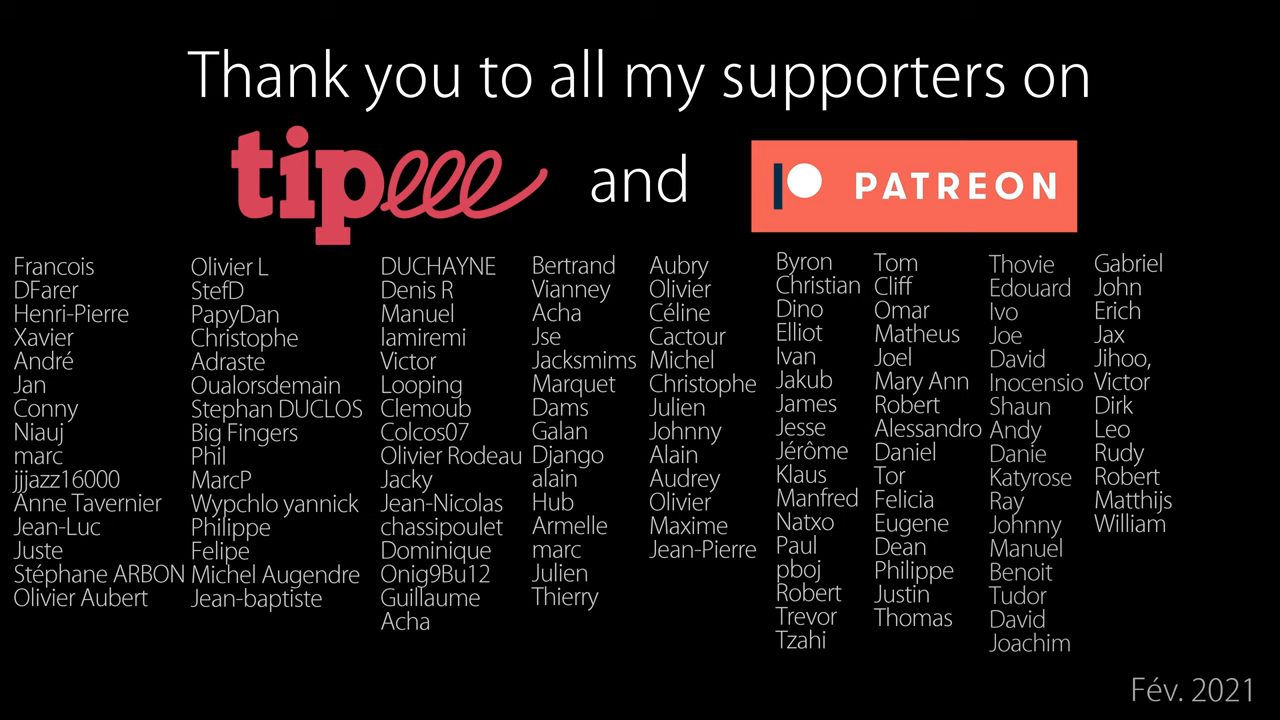 Thank you to all my supporters on
tipeee and PATREON
Francois
DFarer
Henri-Pierre
Xavier
André
Jan
Conny
Niauj
marc
jjjazz16000
Anne Tavernier
Jean-Luc
Juste
Stéphane ARBON
Olivier Aubert
Olivier L
StefD
PapyDan
Christophe
Adraste
Oualorsdemain
Stephan DUCLOS
Big Fingers
Phil
MarcP
Wypchlo yannick
Philippe
Felipe
Michel Augendre
Jean-baptiste
DUCHAYNE
Denis R
Manuel
lamiremi
Victor
Looping
Clemoub
Colcos07
Olivier Rodeau
Jacky
Jean-Nicolas
chassipoulet
Dominique
Onig9Bu12
Guillaume
Acha
Bertrand
Vianney
Acha
Jse
Jacksmims
Marquet
Dams
Galan
Django
alain
Hub
Armelle
marc
Julien
Thierry
Aubry
Olivier
Céline
Cactour
Michel
Christophe
Julien
Johnny
Alain
Audrey
Olivier
Maxime
Jean-Pierre
Byron
Christian
Dino
Elliot
Ivan
Jakub
James
Jesse
Jérôme
Klaus
Manfred
Natxo
Paul
pboj
Robert
Trevor
Tzahi
Tom
Cliff
Omar
Matheus
Joel
Mary Ann
Robert
Alessandro
Daniel
Tor
Felicia
Eugene
Dean
Philippe
Justin
Thomas
Thovie
Edouard
Ivo
Joe
David
Inocensio
Shaun
Andy
Danie
Katyrose
Ray
Johnny
Manuel
Benoit
Tudor
David
Joachim
Gabriel
John
Erich
Jax
Jihoo,
Victor
Dirk
Leo
Rudy
Robert
Matthijs
William
Fév. 2021